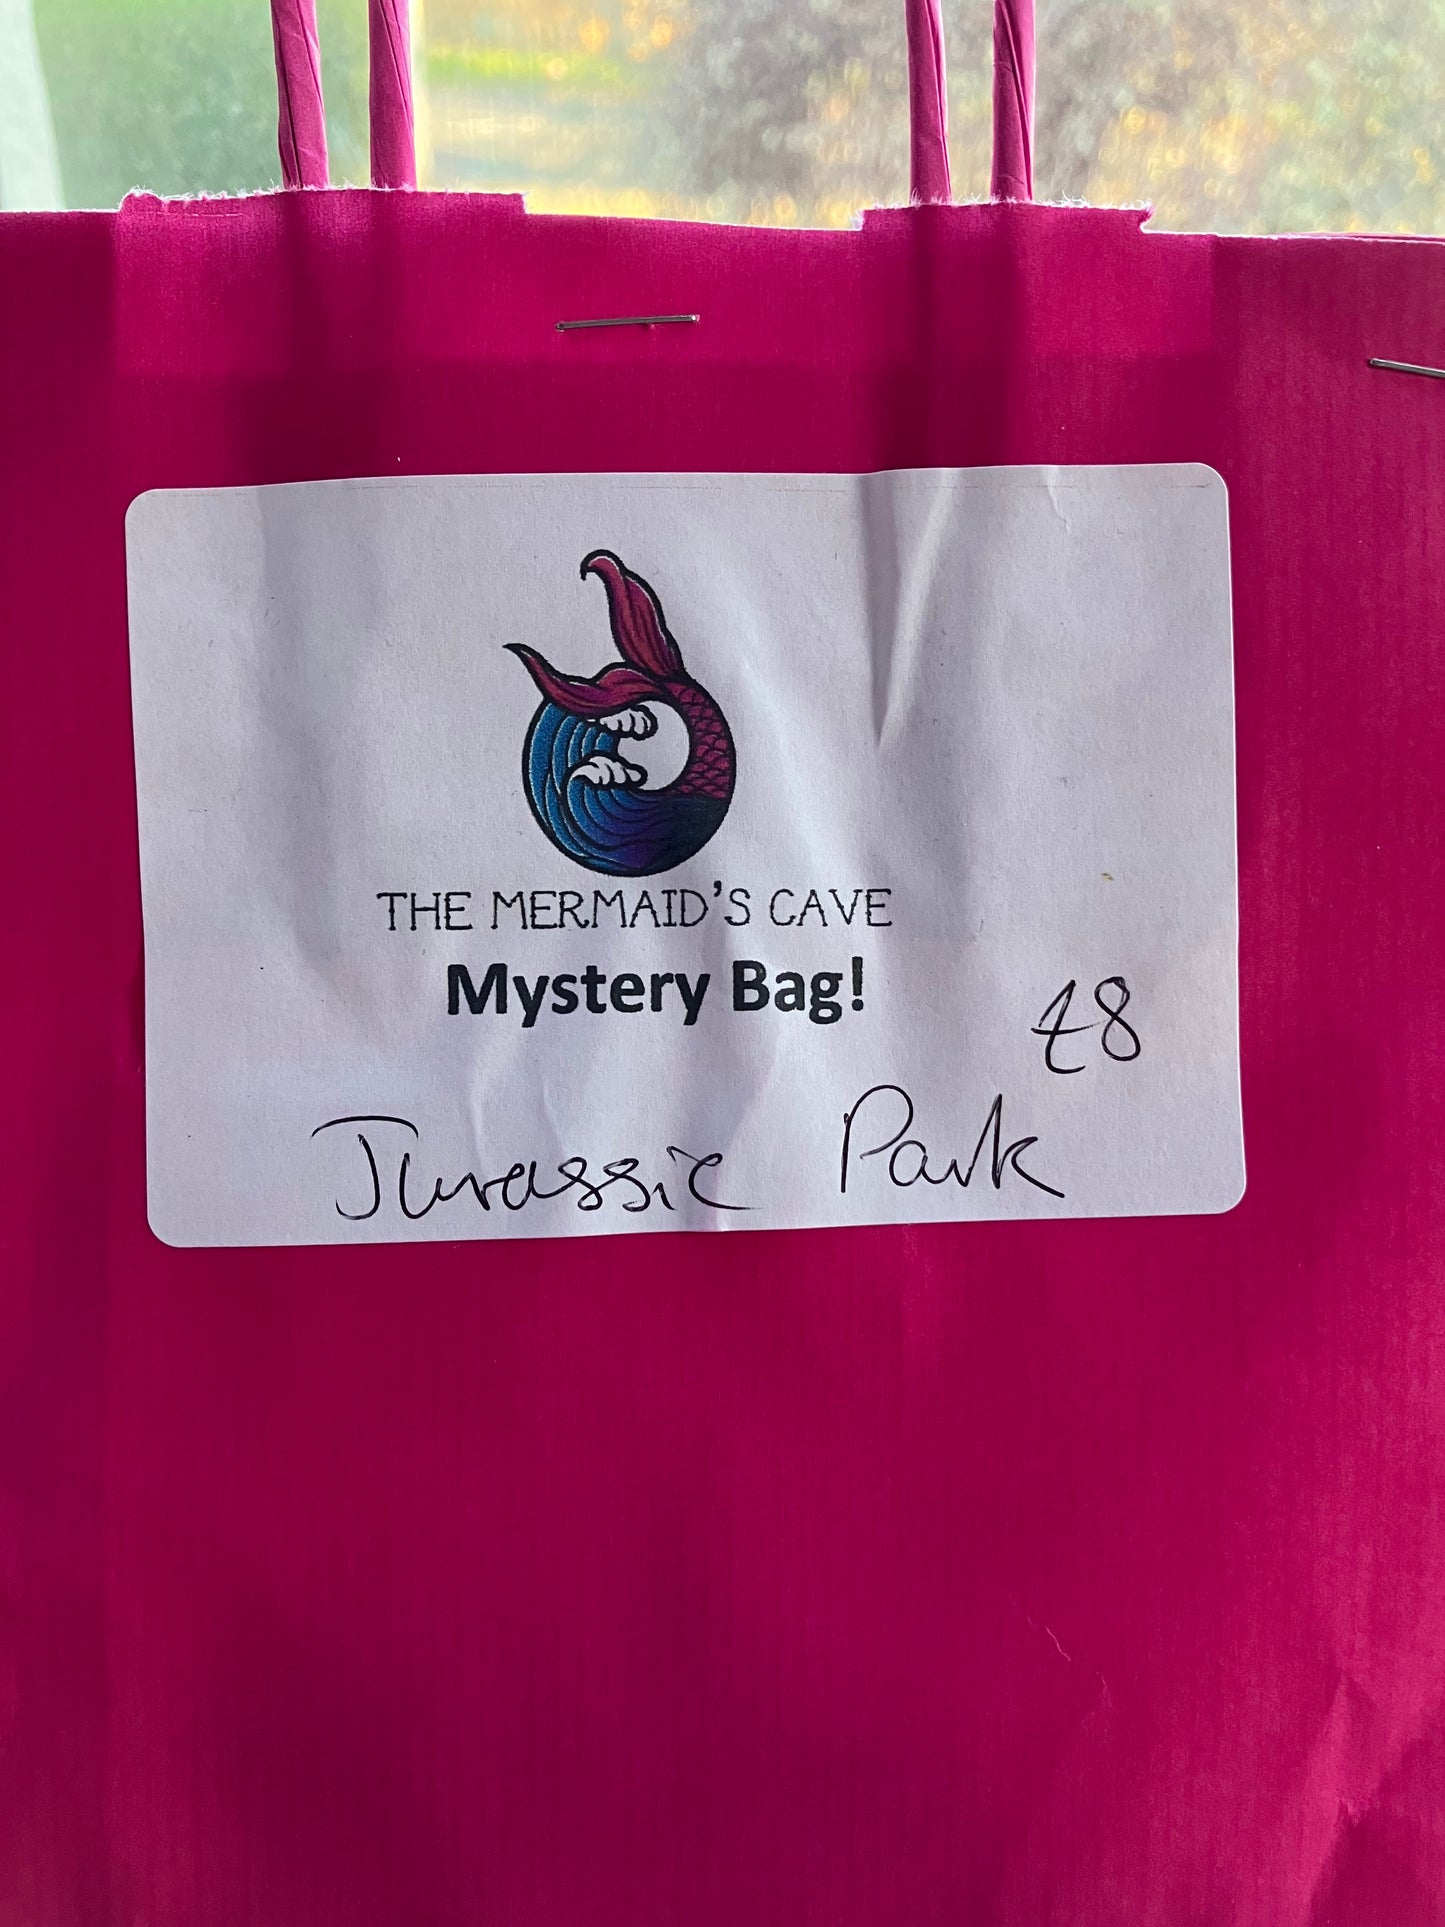 THE MERMAID'S CAVE
Mystery Bag!
£8
Jurassic Park